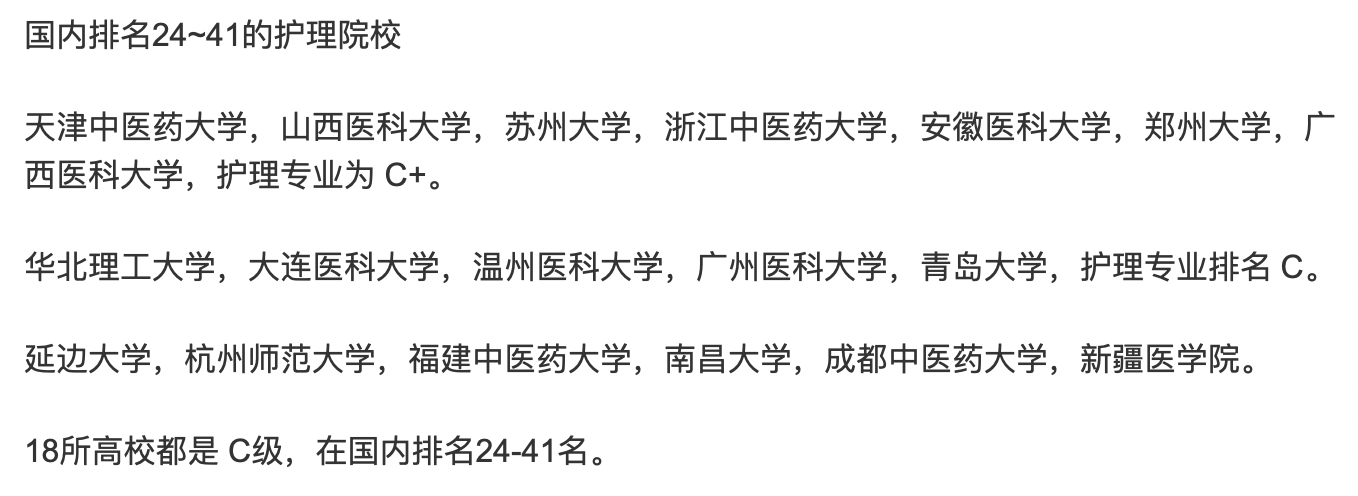 国内排名24~41的护理院校
天津中医药大学，山西医科大学，苏州大学，浙江中医药大学，安徽医科大学，郑州大学，广
西医科大学，护理专业为 C+。
华北理工大学，大连医科大学，温州医科大学，广州医科大学，青岛大学，护理专业排名 C。
延边大学，杭州师范大学，福建中医药大学，南昌大学，成都中医药大学，新疆医学院。
18所高校都是 C级，在国内排名24-41名。